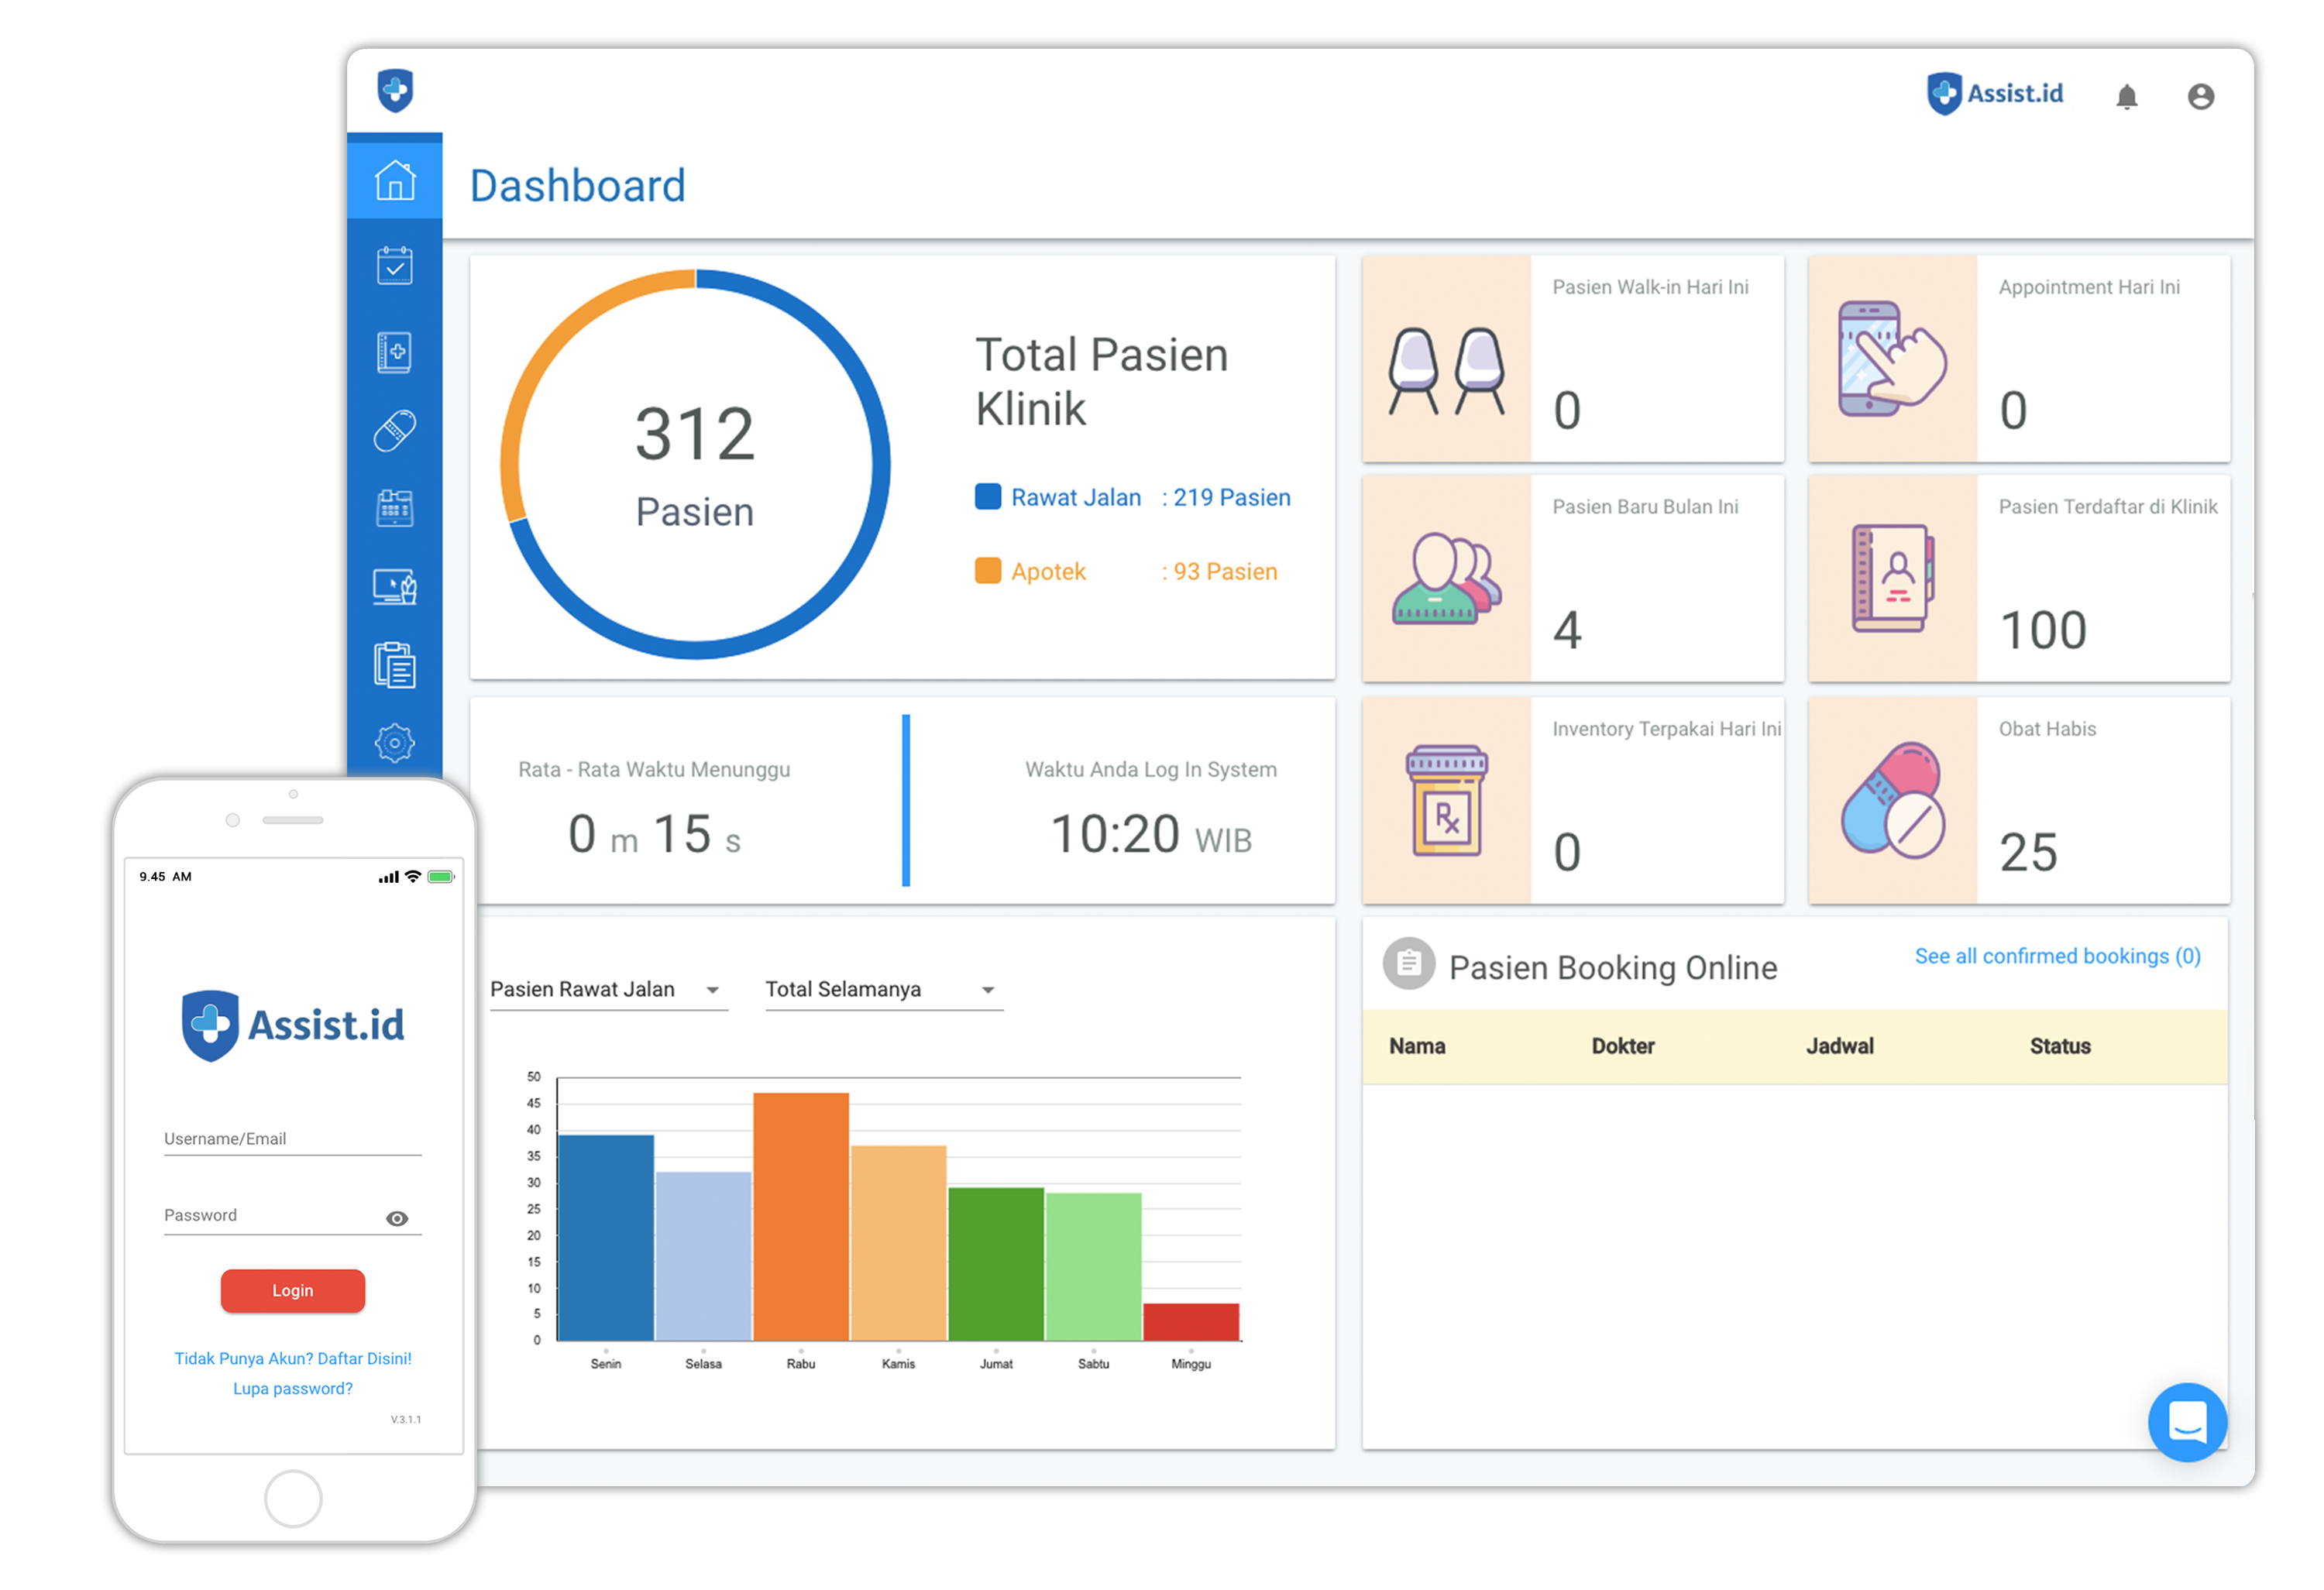 Assist.id
Dashboard
312
Pasien
Total Pasien
Klinik
Rawat Jalan : 219 Pasien
Apotek : 93 Pasien
Pasien Walk-in Hari Ini
0
Appointment Hari Ini
0
Pasien Baru Bulan Ini
4
Pasien Terdaftar di Klinik
100
Rata - Rata Waktu Menunggu
0 m 15 s
Waktu Anda Log In System
10:20 WIB
Inventory Terpakai Hari Ini
0
Rx
Obat Habis
25
Pasien Rawat Jalan
Total Selamanya
50
45
40
35
30
25
20
15
10
5
0
Senin Selasa Rabu Kamis Jumat Sabtu Minggu
Pasien Booking Online
See all confirmed bookings (0)
Nama Dokter Jadwal Status
9.45 AM
Assist.id
Username/Email
Password
Login
Tidak Punya Akun? Daftar Disini!
Lupa password?
V.3.1.1